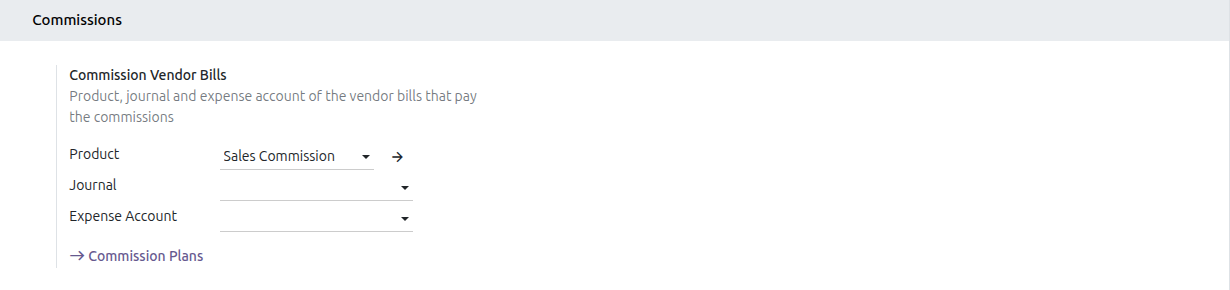 Commissions
Commission Vendor Bills
Product, journal and expense account of the vendor bills that pay
the commissions
Product
Sales Commission
Journal
Expense Account
Commission Plans